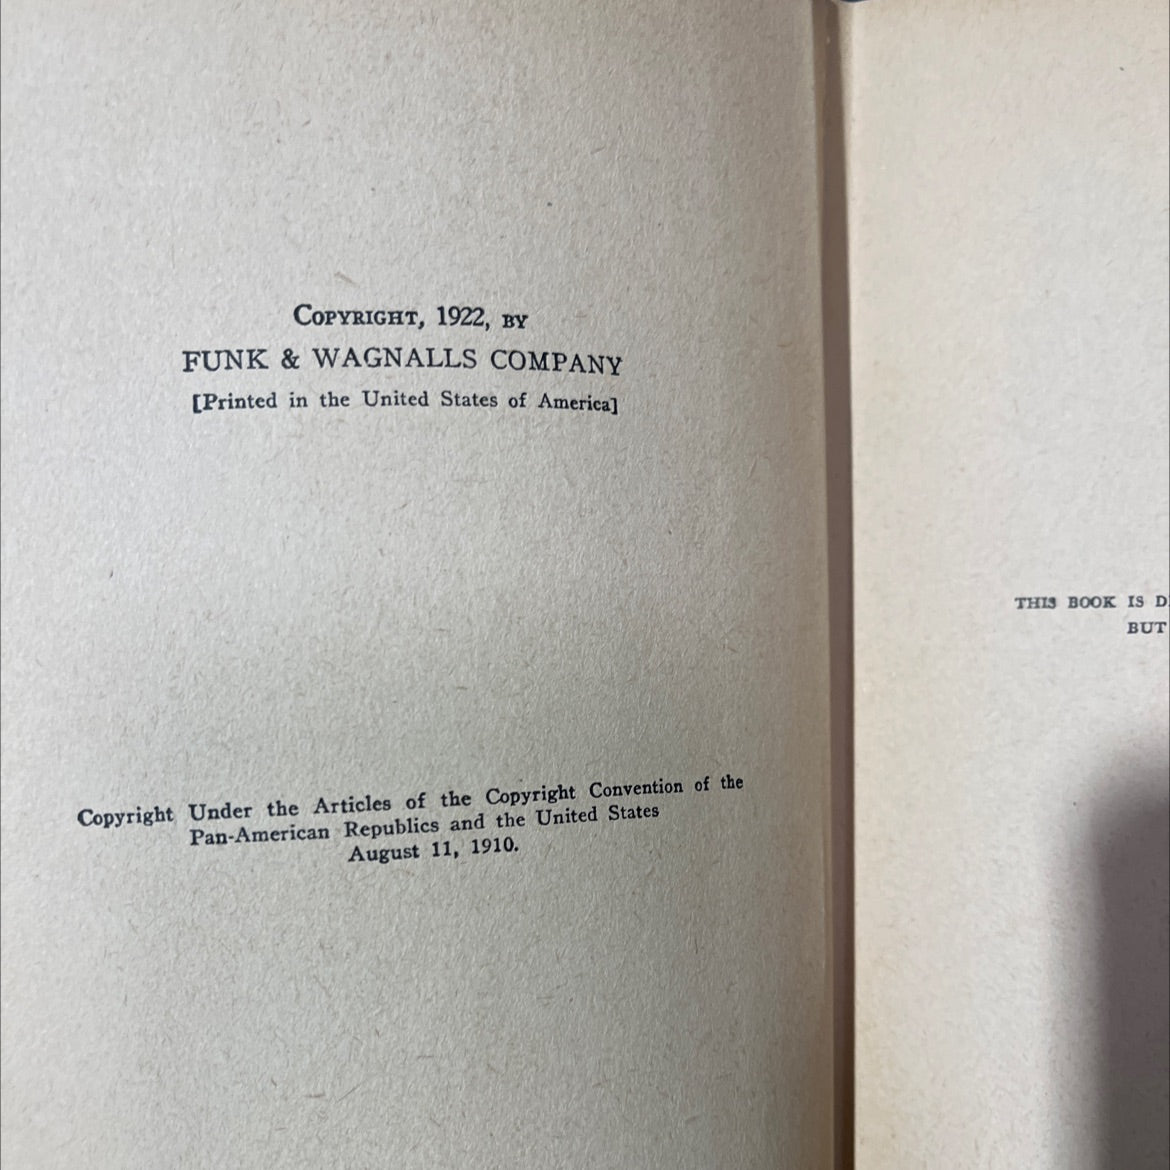 COPYRIGHT, 1922, BY
FUNK & WAGNALLS COMPANY
[Printed in the United States of America]
Copyright Under the Articles of the Copyright Convention of the
Pan-American Republics and the United States
August 11, 1910.
THIS BOOK IS D
BUT